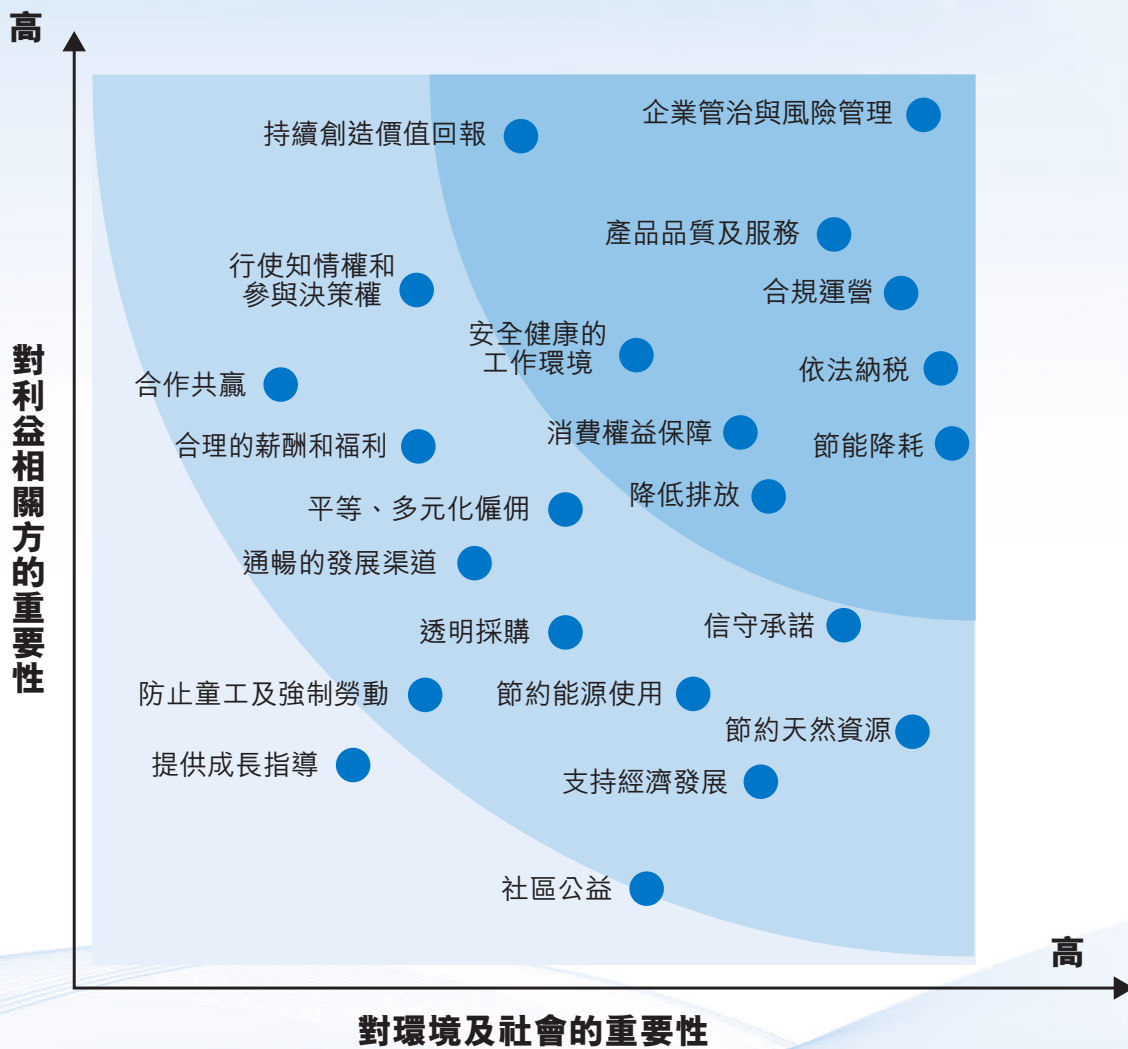 高
持續創造價值回報
企業管治與風險管理
產品品質及服務
行使知情權和
參與決策權
合規運營
安全健康的
工作環境
依法納税
合作共贏
消費權益保障
合理的薪酬和福利
節能降耗
降低排放
平等、多元化僱佣
通暢的發展渠道
透明採購
信守承諾
防止童工及強制勞動
節約能源使用
節約天然資源
提供成長指導
支持經濟發展
社區公益
對利益相關方的重要性
高
對環境及社會的重要性